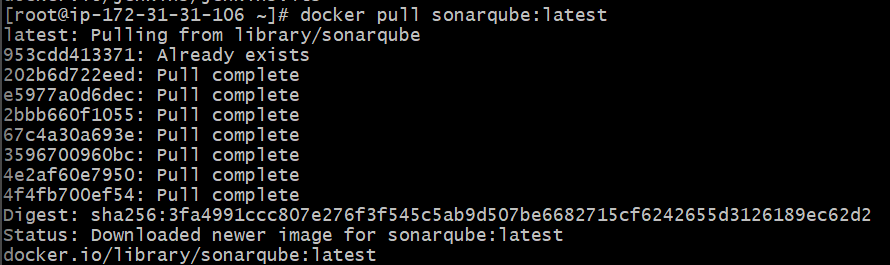 [root@ip-172-31-31-106 ~]# docker pull sonarqube:latest
latest: Pulling from library/sonarqube
953cdd413371: Already exists
202b6d722eed: Pull complete
e5977a0d6dec: Pull complete
2bbb660f1055: Pull complete
67c4a30a693e: Pull complete
3596700960bc: Pull complete
4e2af60e7950: Pull complete
4f4fb700ef54: Pull complete
Digest: sha256:3fa4991ccc807e276f3f545c5ab9d507be6682715cf6242655d3126189ec62d2
Status: Downloaded newer image for sonarqube:latest
docker.io/library/sonarqube:latest